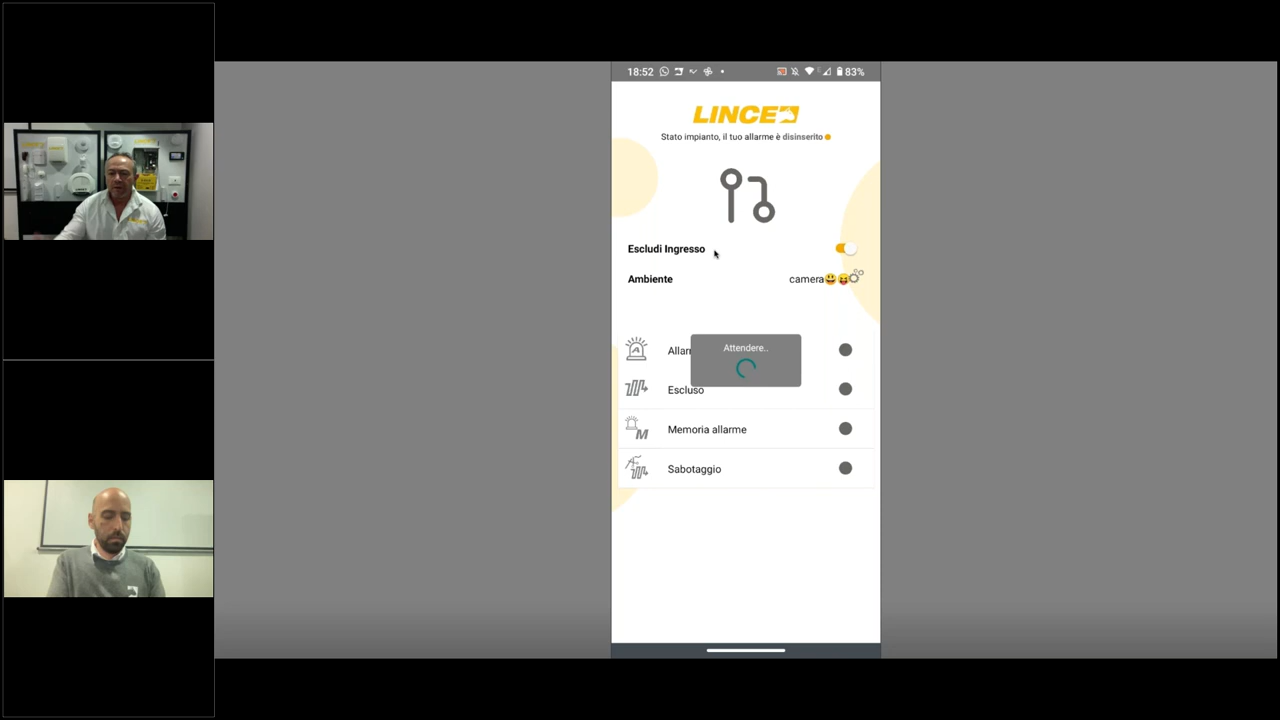 18:52
83%
LINCE
Stato impianto, il tuo allarme è disinserito
Escludi Ingresso
Ambiente
camera😃😝
Attendere..
Allar
Escluso
Memoria allarme
Sabotaggio